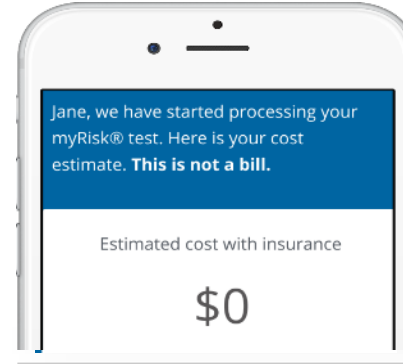 Jane, we have started processing your
myRisk® test. Here is your cost
estimate. This is not a bill.
Estimated cost with insurance
$0